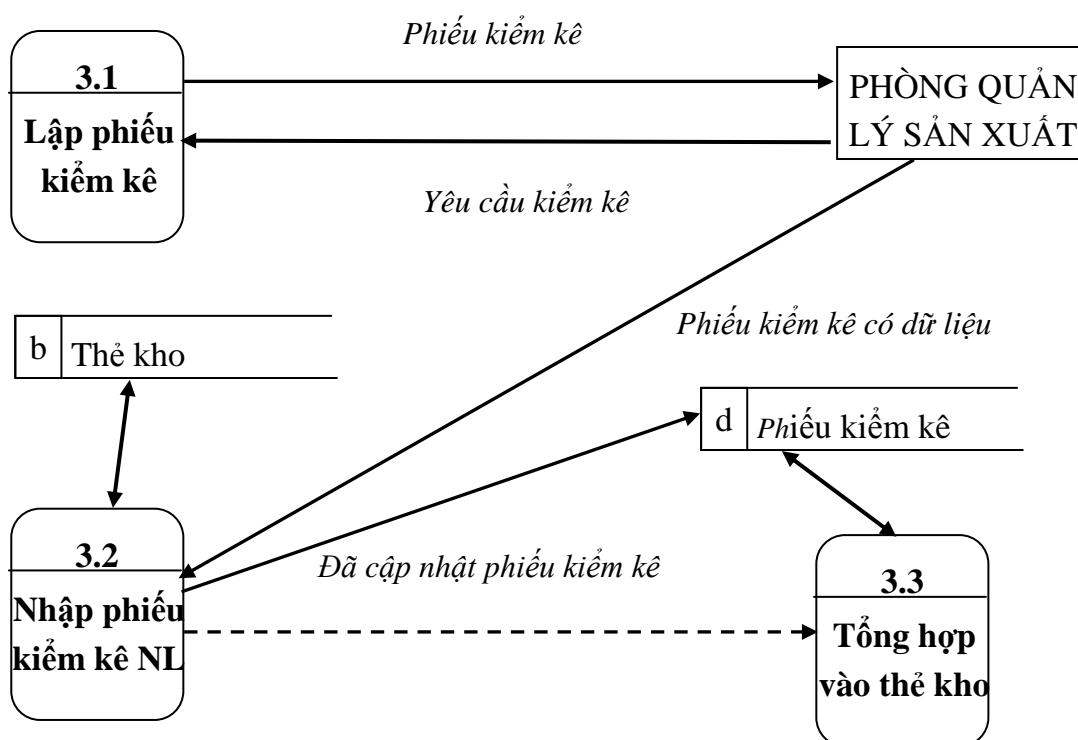 Phiếu kiểm kê
3.1
Lập phiếu
kiểm kê
PHÒNG QUẢN
LÝ SẢN XUẤT
Yêu cầu kiểm kê
Phiếu kiểm kê có dữ liệu
b Thẻ kho
d Phiếu kiểm kê
3.2
Nhập phiếu
kiểm kê NL
Đã cập nhật phiếu kiểm kê
3.3
Tổng hợp
vào thẻ kho